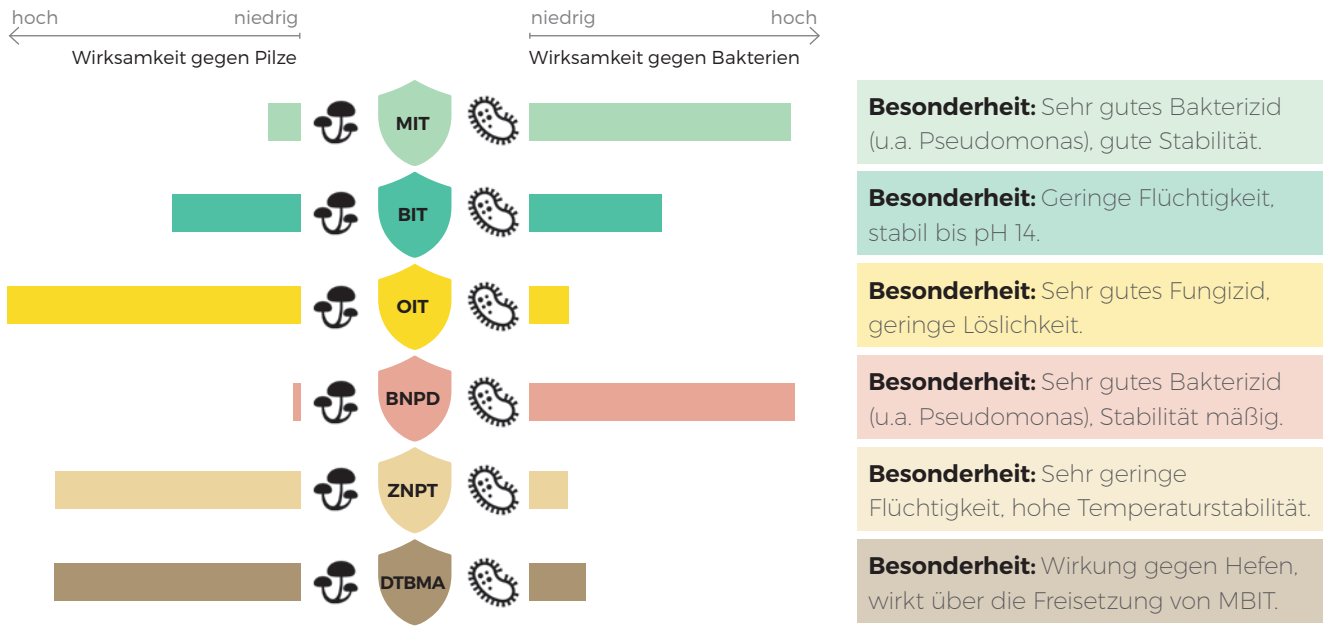 hoch niedrig
Wirksamkeit gegen Pilze
niedrig hoch
Wirksamkeit gegen Bakterien
MIT
Besonderheit: Sehr gutes Bakterizid
(u.a. Pseudomonas), gute Stabilität.
BIT
Besonderheit: Geringe Flüchtigkeit,
stabil bis pH 14.
OIT
Besonderheit: Sehr gutes Fungizid,
geringe Löslichkeit.
BNPD
Besonderheit: Sehr gutes Bakterizid
(u.a. Pseudomonas), Stabilität mäßig.
ZNPT
Besonderheit: Sehr geringe
Flüchtigkeit, hohe Temperaturstabilität.
DTBMA
Besonderheit: Wirkung gegen Hefen,
wirkt über die Freisetzung von MBIT.